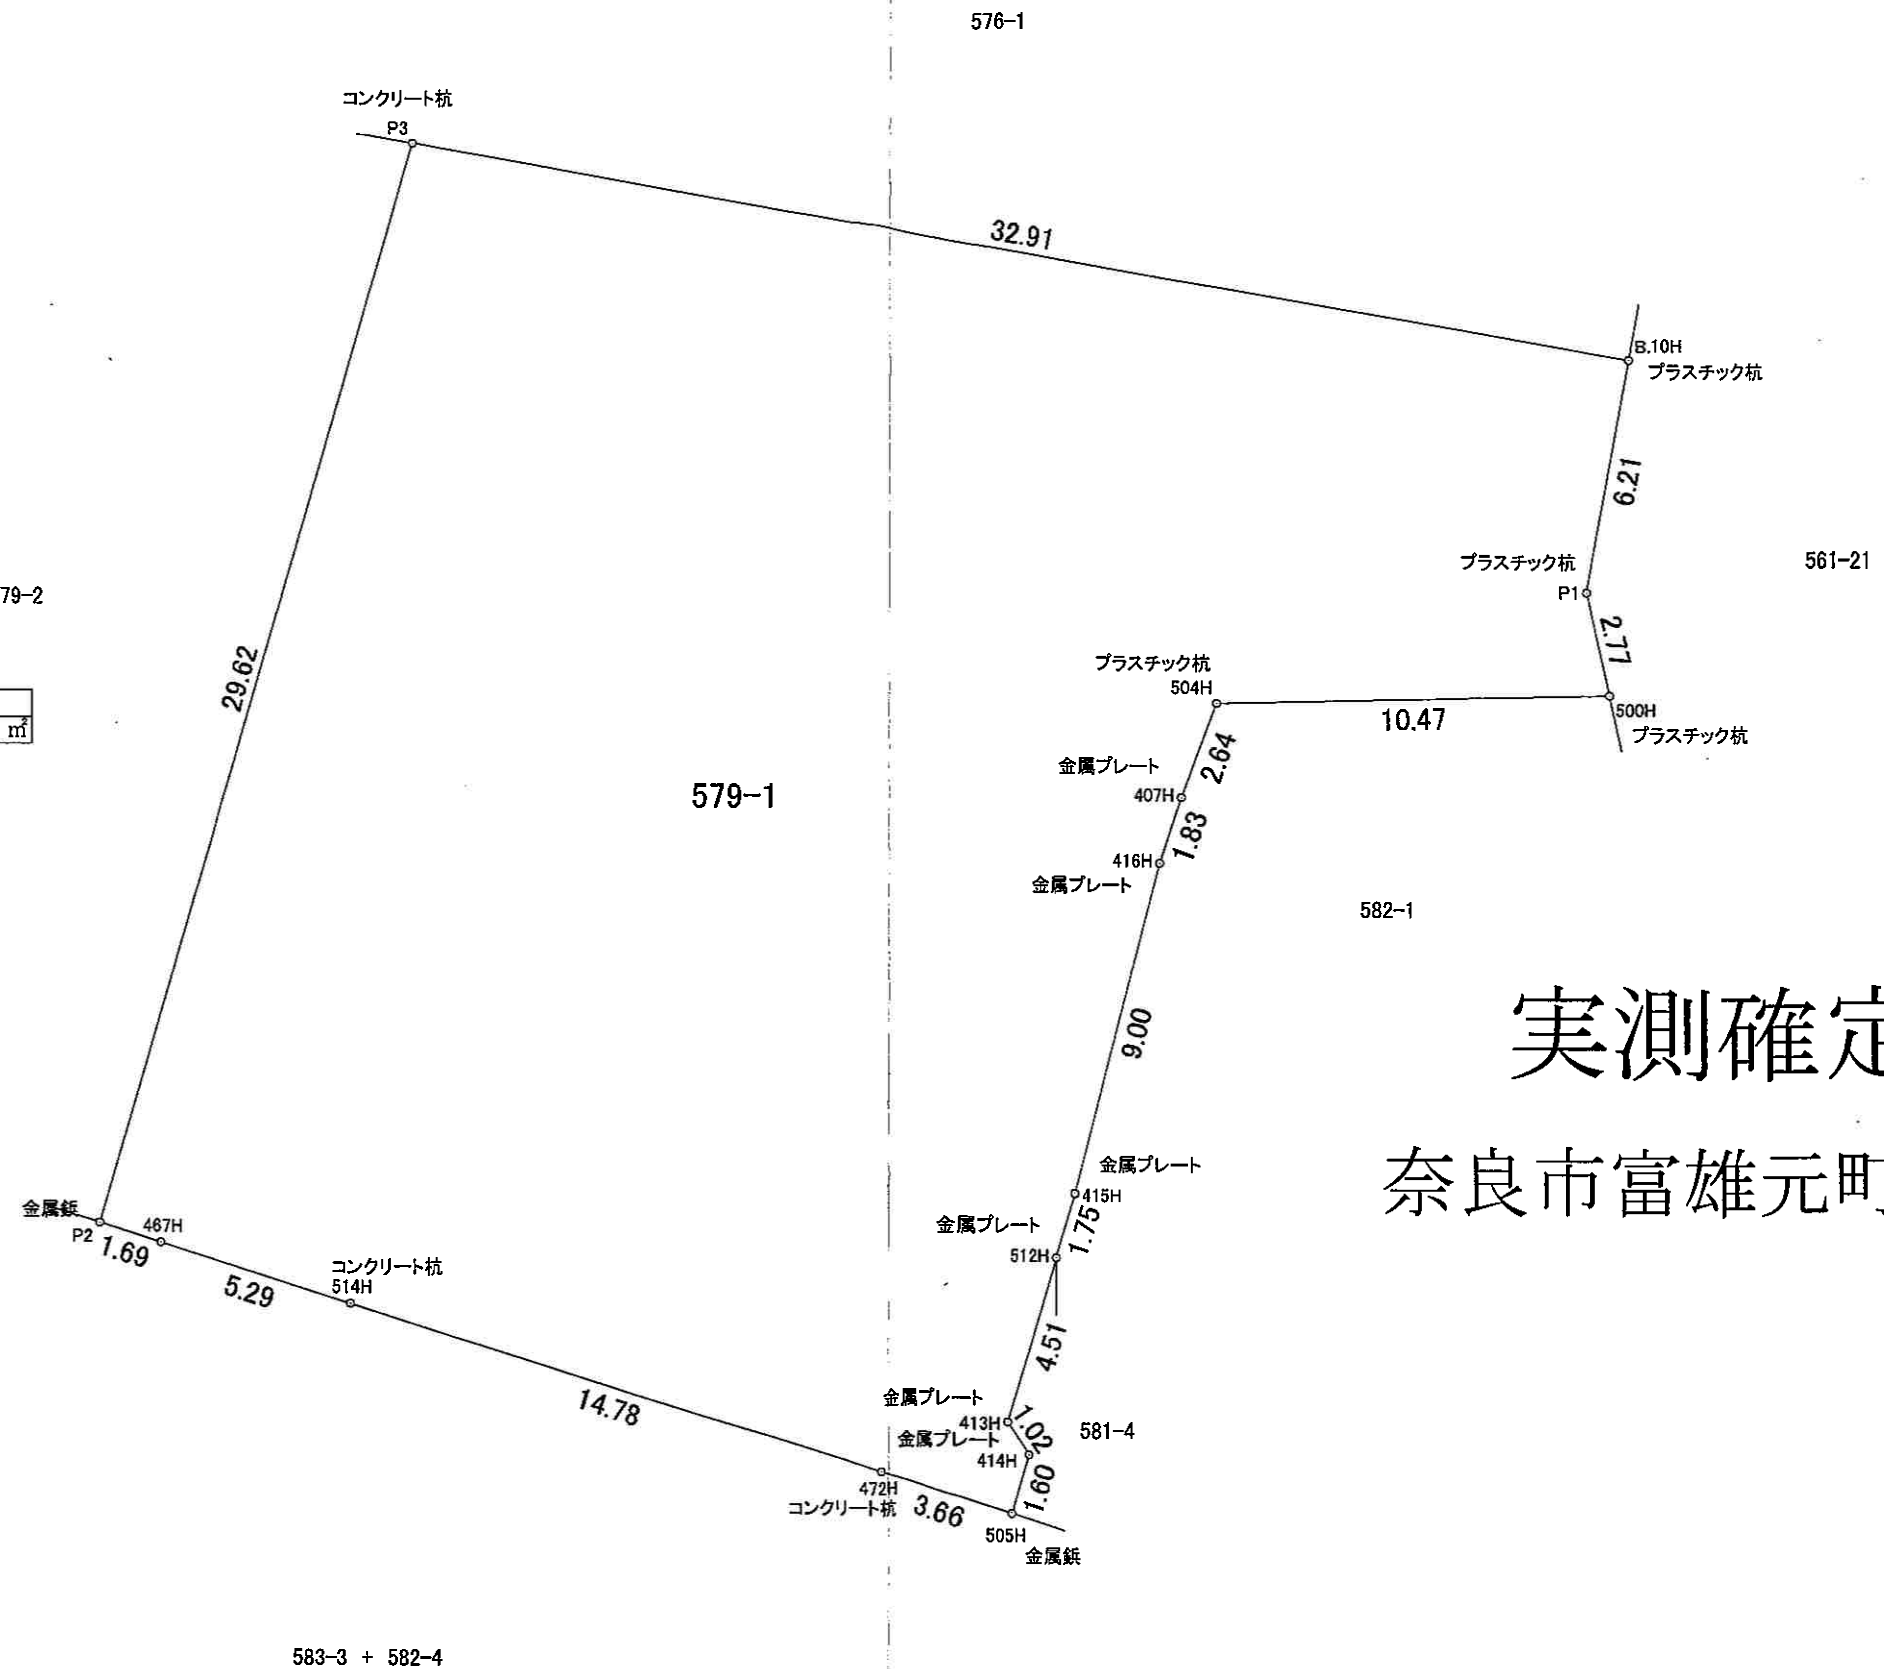 576-1
コンクリート杭
P3
32.91
B.10H
プラスチック杭
6.21
プラスチック杭
P1
561-21
79-2
2.77
29.62
プラスチック杭
504H
10.47
500H
プラスチック杭
㎡
2.64
金属プレート
407H
579-1
1.83
416H
金属プレート
582-1
9.00
実測確定
奈良市富雄元町
金属プレート
415H
金属鋲
P2
467H
1.75
金属プレート
512H
1.69
5.29
コンクリート杭
514H
4.51
14.78
金属プレート
413H
1.02
581-4
金属プレート
414H
472H
コンクリート杭
3.66
1.60
505H
金属鋲
583-3 + 582-4